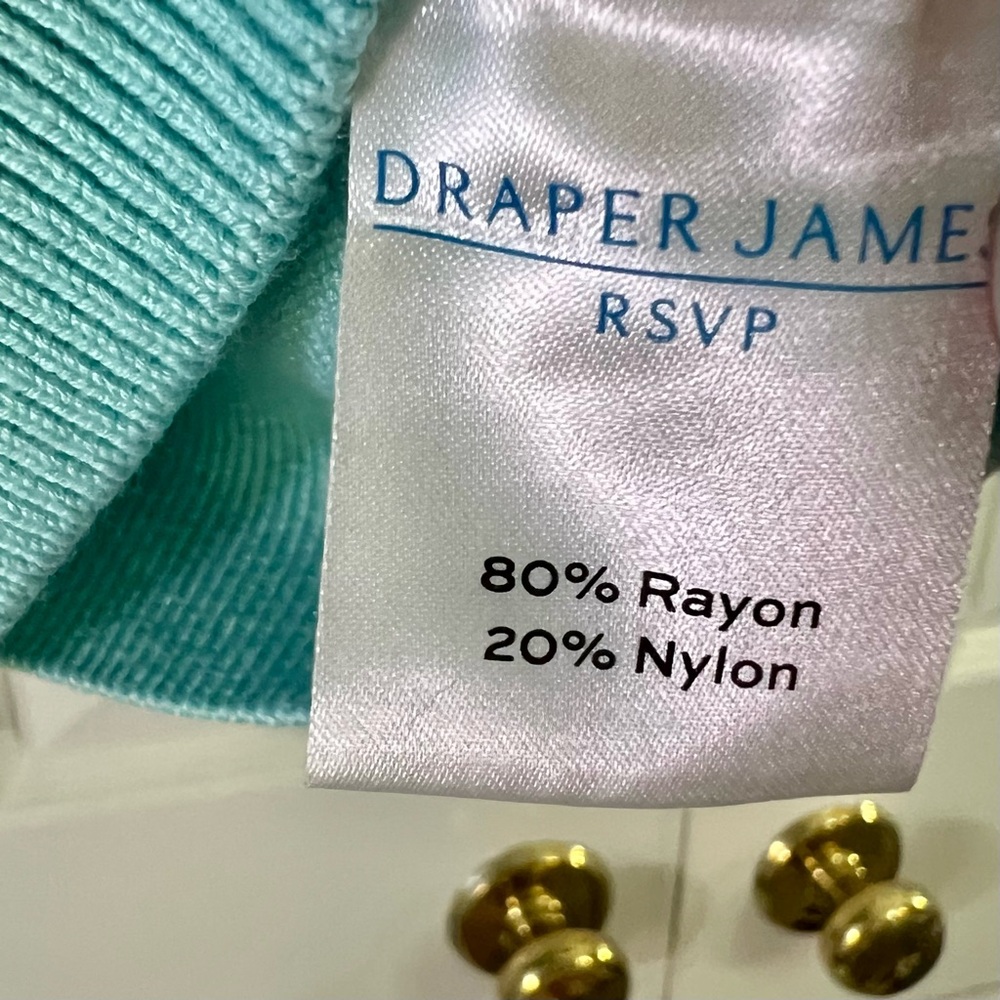 DRAPER JAME
RSVP
80% Rayon
20% Nylon